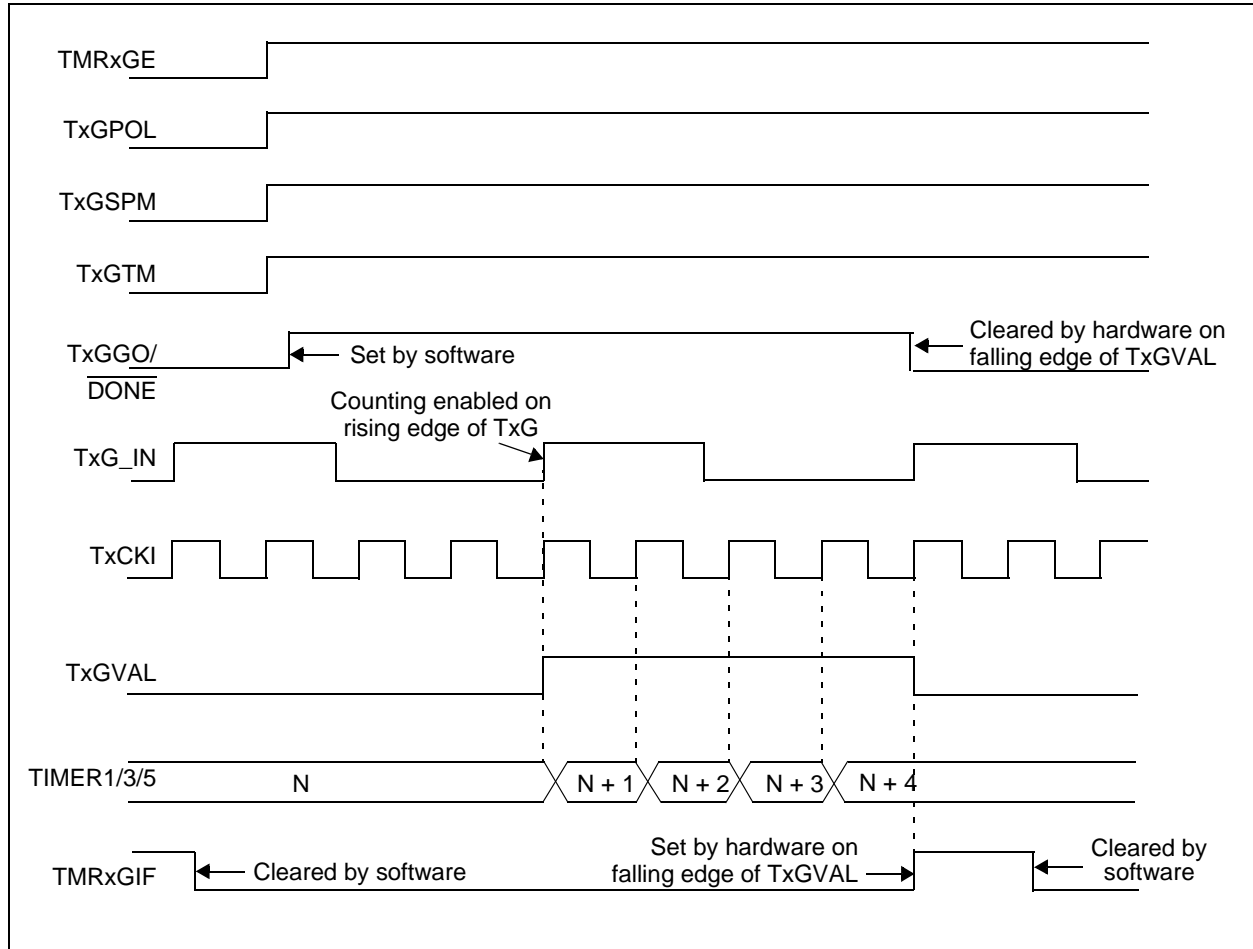 TMRxGE
TxGPOL
TxGSPM
TxGTM
TxGGO/
DONE
Set by software
Cleared by hardware on
falling edge of TxGVAL
Counting enabled on
rising edge of TxG
TxG_IN
TxCKI
TxGVAL
TIMER1/3/5
N
N + 1
N + 2
N + 3
N + 4
TMRxGIF
Cleared by software
Set by hardware on
falling edge of TxGVAL
Cleared by
software